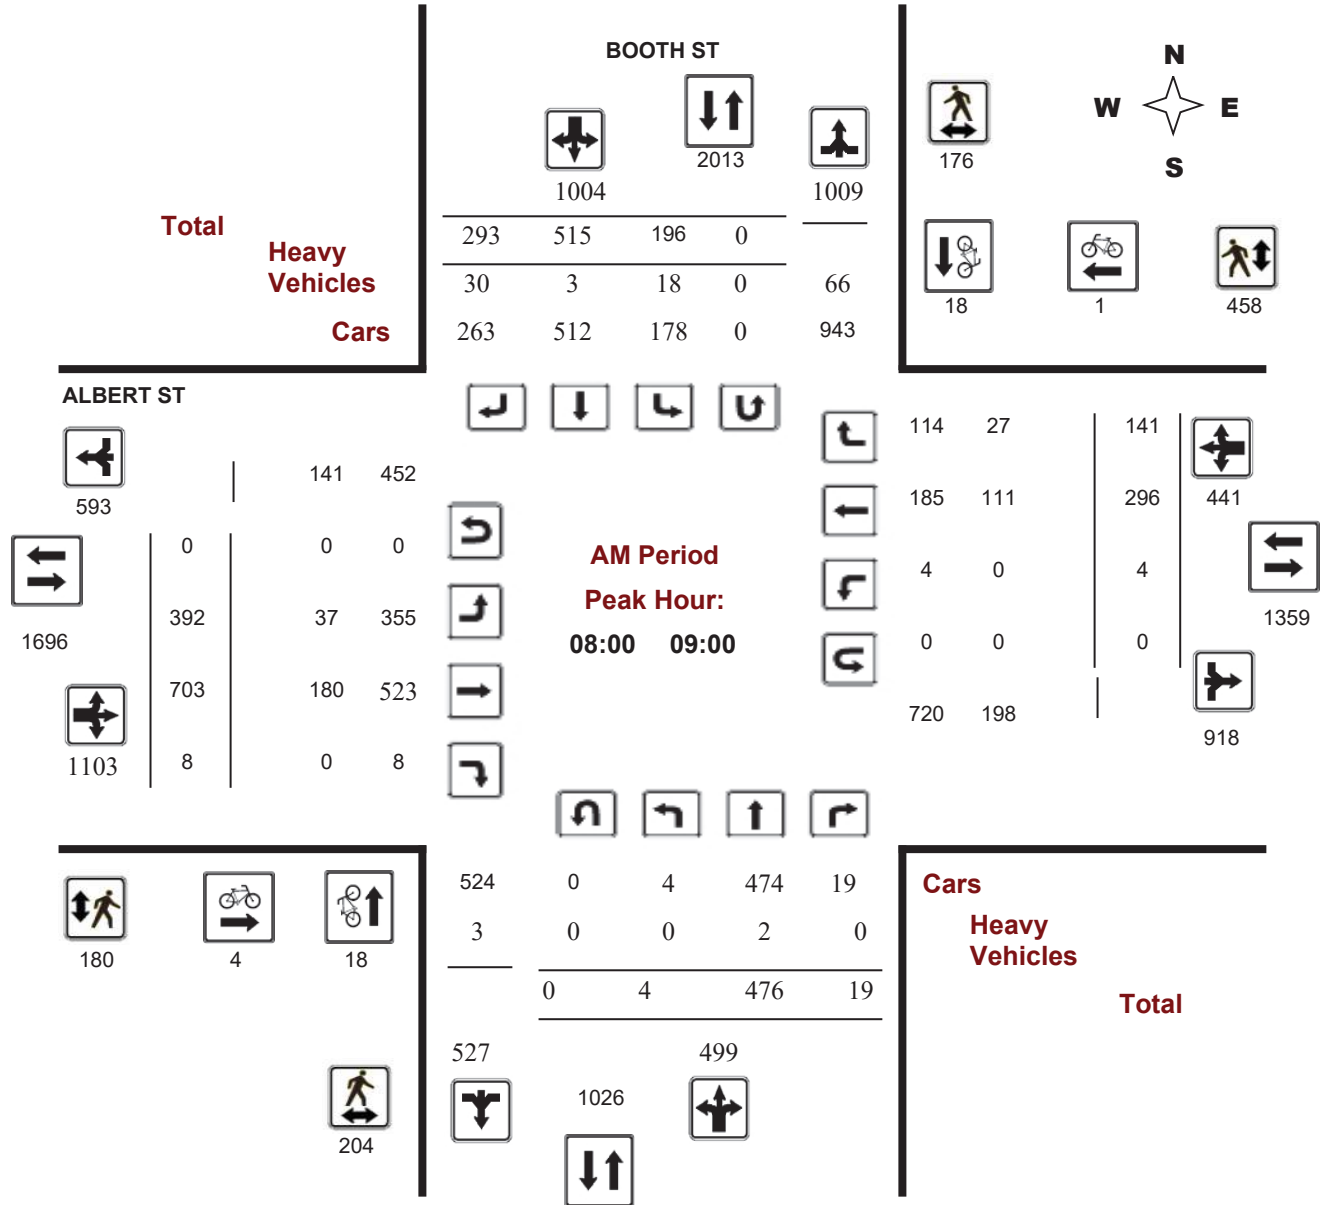 BOOTH ST
N
W E
S
2013
176
1004 1009
Total 293 515 196 0
Heavy
Vehicles 30 3 18 0 66
18 1 458
Cars 263 512 178 0 943
ALBERT ST
114 27 141
141 452
593
185 111 296 441
0 0 0
AM Period
4 0 4
Peak Hour:
392 37 355
1359
1696
08:00 09:00
0 0 0
703 180 523
720 198
918
1103 8 0 8
524 0 4 474 19 Cars
3 0 0 2 0 Heavy
Vehicles
180 4 18
0 4 476 19 Total
527 499
1026
204